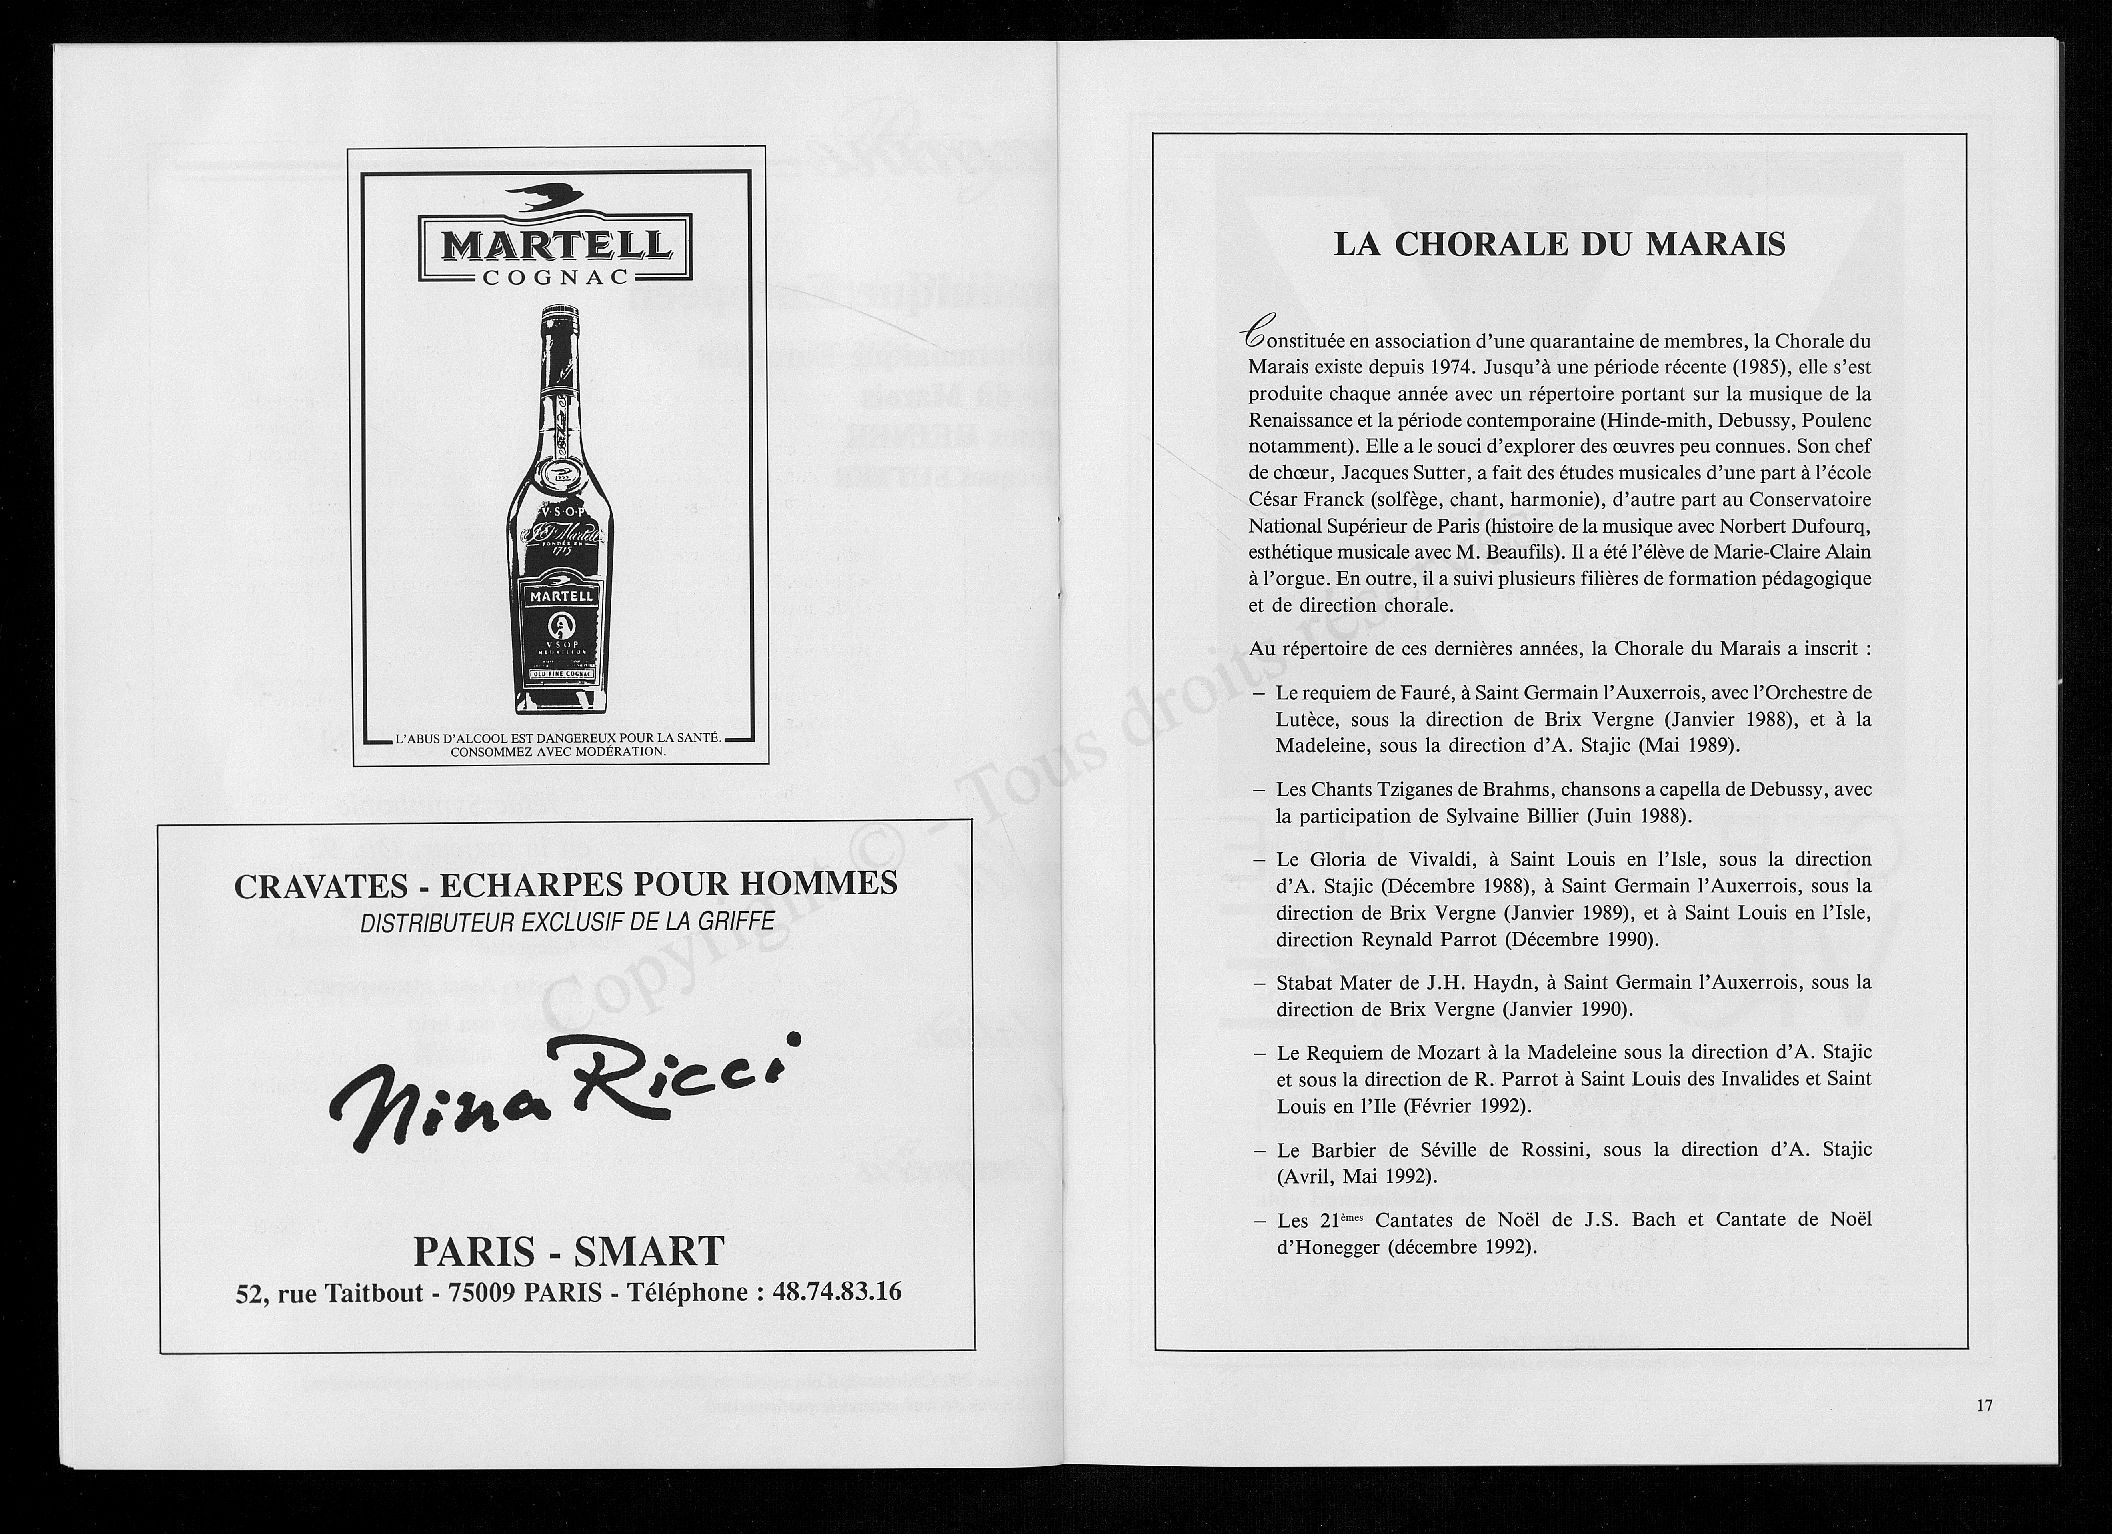 MARTELL
COGNAC
V·S·O·P
J&F Martell
FONDÉE EN
1715
MARTELL
VSOP
MÉDAILLON
OLD FINE COGNAC
L'ABUS D'ALCOOL EST DANGEREUX POUR LA SANTÉ.
CONSOMMEZ AVEC MODÉRATION.
CRAVATES - ECHARPES POUR HOMMES
DISTRIBUTEUR EXCLUSIF DE LA GRIFFE
Nina Ricci
PARIS - SMART
52, rue Taitbout - 75009 PARIS - Téléphone : 48.74.83.16
LA CHORALE DU MARAIS
Constituée en association d'une quarantaine de membres, la Chorale du
Marais existe depuis 1974. Jusqu'à une période récente (1985), elle s'est
produite chaque année avec un répertoire portant sur la musique de la
Renaissance et la période contemporaine (Hinde-mith, Debussy, Poulenc
notamment). Elle a le souci d'explorer des œuvres peu connues. Son chef
de chœur, Jacques Sutter, a fait des études musicales d'une part à l'école
César Franck (solfège, chant, harmonie), d'autre part au Conservatoire
National Supérieur de Paris (histoire de la musique avec Norbert Dufourq,
esthétique musicale avec M. Beaufils). Il a été l'élève de Marie-Claire Alain
à l'orgue. En outre, il a suivi plusieurs filières de formation pédagogique
et de direction chorale.
Au répertoire de ces dernières années, la Chorale du Marais a inscrit :
– Le requiem de Fauré, à Saint Germain l'Auxerrois, avec l'Orchestre de
Lutèce, sous la direction de Brix Vergne (Janvier 1988), et à la
Madeleine, sous la direction d'A. Stajic (Mai 1989).
– Les Chants Tziganes de Brahms, chansons a capella de Debussy, avec
la participation de Sylvaine Billier (Juin 1988).
– Le Gloria de Vivaldi, à Saint Louis en l'Isle, sous la direction
d'A. Stajic (Décembre 1988), à Saint Germain l'Auxerrois, sous la
direction de Brix Vergne (Janvier 1989), et à Saint Louis en l'Isle,
direction Reynald Parrot (Décembre 1990).
– Stabat Mater de J.H. Haydn, à Saint Germain l'Auxerrois, sous la
direction de Brix Vergne (Janvier 1990).
– Le Requiem de Mozart à la Madeleine sous la direction d'A. Stajic
et sous la direction de R. Parrot à Saint Louis des Invalides et Saint
Louis en l'Ile (Février 1992).
– Le Barbier de Séville de Rossini, sous la direction d'A. Stajic
(Avril, Mai 1992).
– Les 21èmes Cantates de Noël de J.S. Bach et Cantate de Noël
d'Honegger (décembre 1992).
17
Copyright © - Tous droits réservés